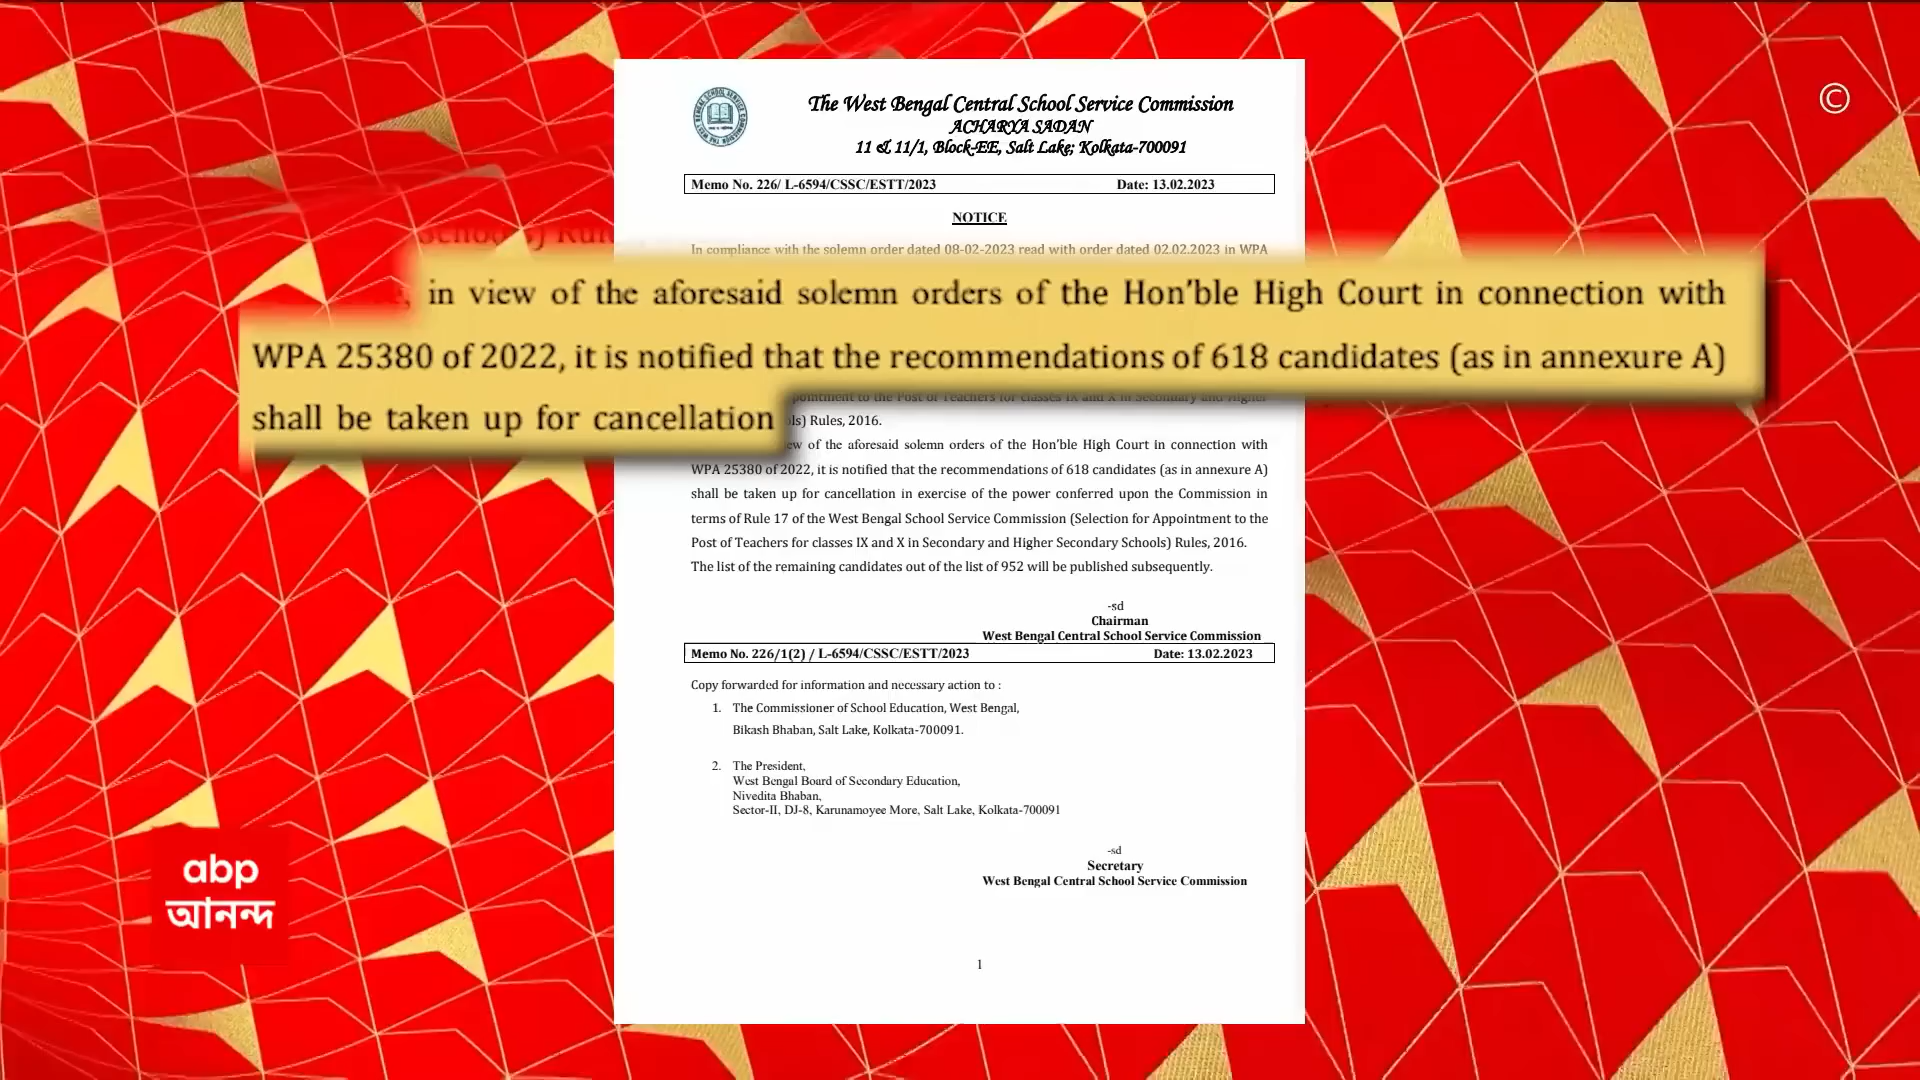 The West Bengal Central School Service Commission
ACHARYA SADAN
11 & 11/1, Block-EE, Salt Lake; Kolkata-700091
Memo No. 226/ L-6594/CSSC/ESTT/2023 Date: 13.02.2023
NOTICE
In compliance with the solemn order dated 08-02-2023 read with order dated 02.02.2023 in WPA
in view of the aforesaid solemn orders of the Hon'ble High Court in connection with
WPA 25380 of 2022, it is notified that the recommendations of 618 candidates (as in annexure A)
shall be taken up for cancellation
to the Post of Teachers for classes IX and X in Secondary and Higher
Rules, 2016.
of the aforesaid solemn orders of the Hon'ble High Court in connection with
WPA 25380 of 2022, it is notified that the recommendations of 618 candidates (as in annexure A)
shall be taken up for cancellation in exercise of the power conferred upon the Commission in
terms of Rule 17 of the West Bengal School Service Commission (Selection for Appointment to the
Post of Teachers for classes IX and X in Secondary and Higher Secondary Schools) Rules, 2016.
The list of the remaining candidates out of the list of 952 will be published subsequently.
-sd
Chairman
West Bengal Central School Service Commission
Memo No. 226/1(2) / L-6594/CSSC/ESTT/2023 Date: 13.02.2023
Copy forwarded for information and necessary action to :
1. The Commissioner of School Education, West Bengal,
Bikash Bhaban, Salt Lake, Kolkata-700091.
2. The President,
West Bengal Board of Secondary Education,
Nivedita Bhaban,
Sector-II, DJ-8, Karunamoyee More, Salt Lake, Kolkata-700091
-sd
Secretary
West Bengal Central School Service Commission
1
abp
আনন্দ
©